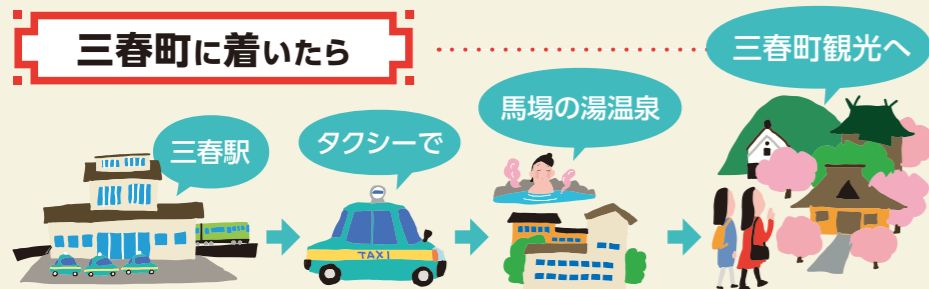 三春町に着いたら
三春町観光へ
馬場の湯温泉
三春駅
タクシーで
TAXI